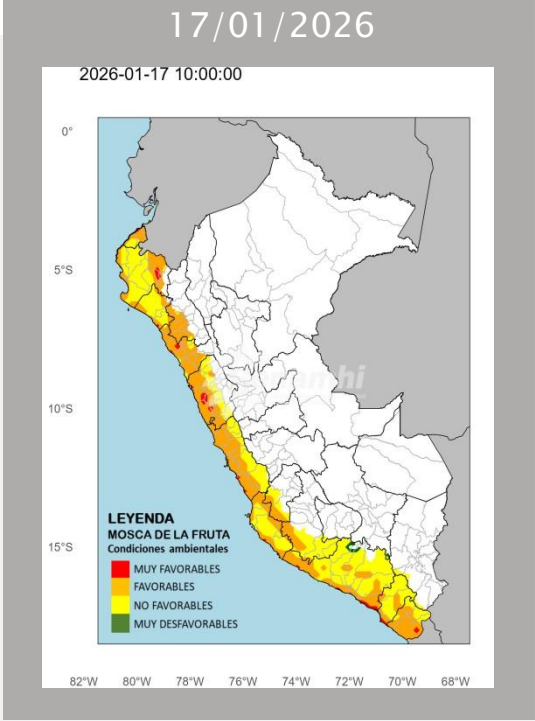 17/01/2026
2026-01-17 10:00:00
0°
5°S
10°S
15°S
LEYENDA
MOSCA DE LA FRUTA
Condiciones ambientales
MUY FAVORABLES
FAVORABLES
NO FAVORABLES
MUY DESFAVORABLES
82°W 80°W 78°W 76°W 74°W 72°W 70°W 68°W